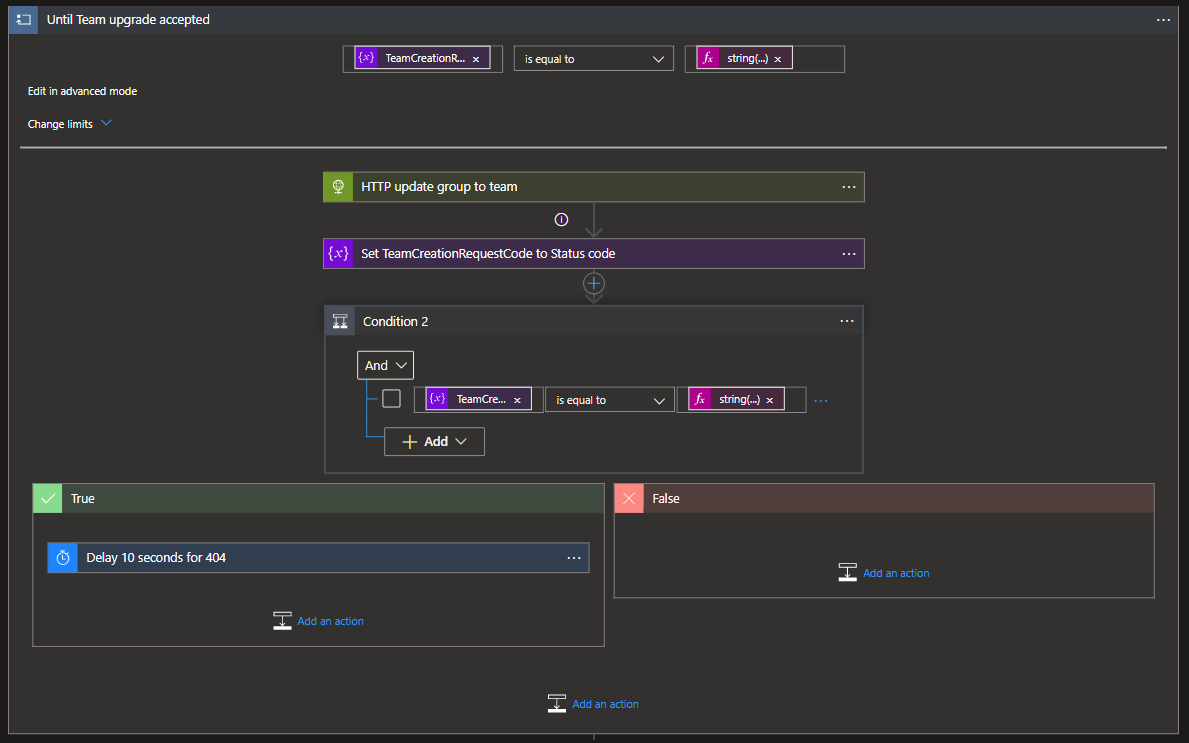 Until Team upgrade accepted
{x} TeamCreationR... × is equal to fx string(...) ×
Edit in advanced mode
Change limits
HTTP update group to team
{x} Set TeamCreationRequestCode to Status code
Condition 2
And
{x} TeamCre... × is equal to fx string(...) ×
Add
True
False
Delay 10 seconds for 404
Add an action
Add an action
Add an action